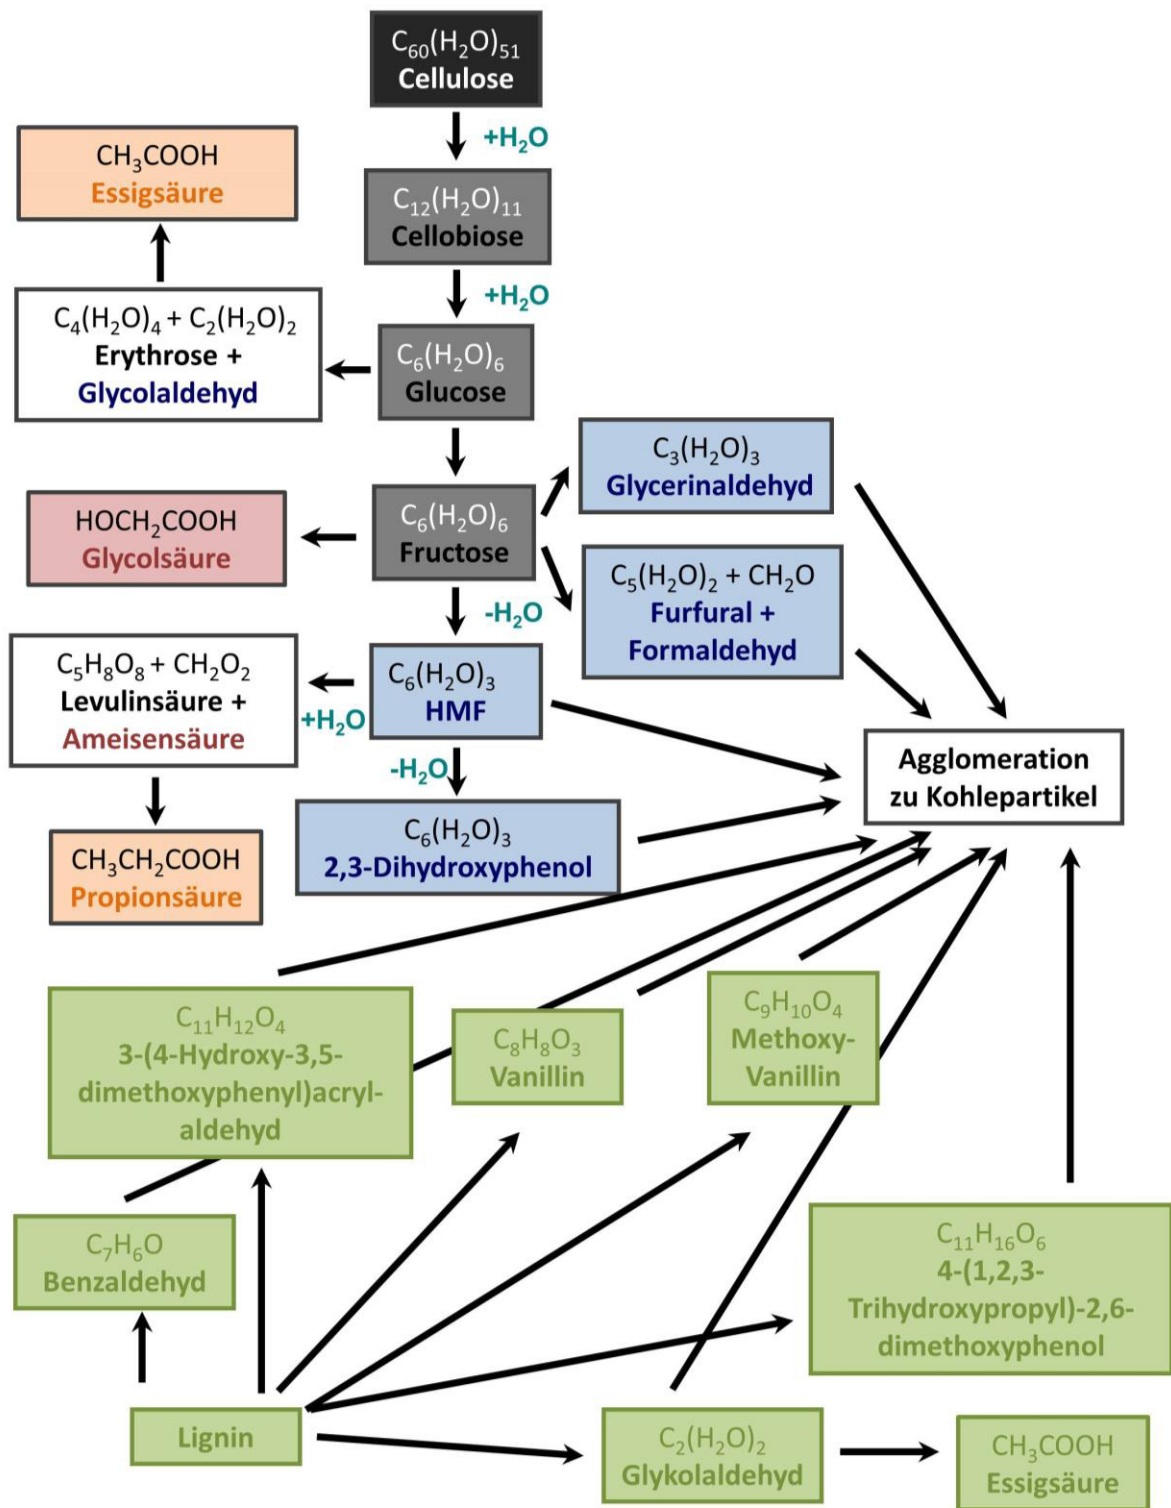 C₆₀(H₂O)₅₁
Cellulose
+H₂O
CH₃COOH
Essigsäure
C₁₂(H₂O)₁₁
Cellobiose
+H₂O
C₄(H₂O)₄ + C₂(H₂O)₂
Erythrose +
Glycolaldehyd
C₆(H₂O)₆
Glucose
C₃(H₂O)₃
Glycerinaldehyd
HOCH₂COOH
Glycolsäure
C₆(H₂O)₆
Fructose
C₅(H₂O)₂ + CH₂O
Furfural +
Formaldehyd
-H₂O
C₅H₈O₈ + CH₂O₂
Levulinsäure +
Ameisensäure
+H₂O
C₆(H₂O)₃
HMF
-H₂O
Agglomeration
zu Kohlepartikel
CH₃CH₂COOH
Propionsäure
C₆(H₂O)₃
2,3-Dihydroxyphenol
C₁₁H₁₂O₄
3-(4-Hydroxy-3,5-
dimethoxyphenyl)acryl-
aldehyd
C₈H₈O₃
Vanillin
C₉H₁₀O₄
Methoxy-
Vanillin
C₇H₆O
Benzaldehyd
C₁₁H₁₆O₆
4-(1,2,3-
Trihydroxypropyl)-2,6-
dimethoxyphenol
Lignin
C₂(H₂O)₂
Glykolaldehyd
CH₃COOH
Essigsäure